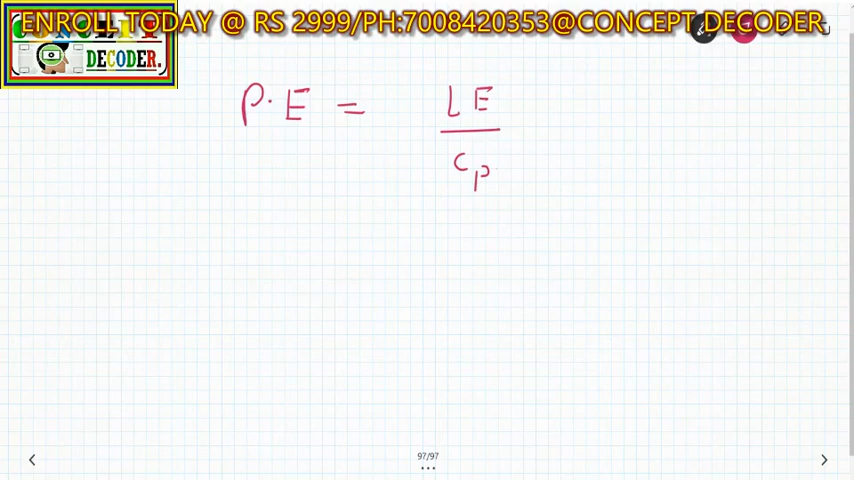 ENROLL TODAY @ RS 2999/PH:7008420353@CONCEPT DECODER
DECODER.
P.E = LE
Cp
97/97